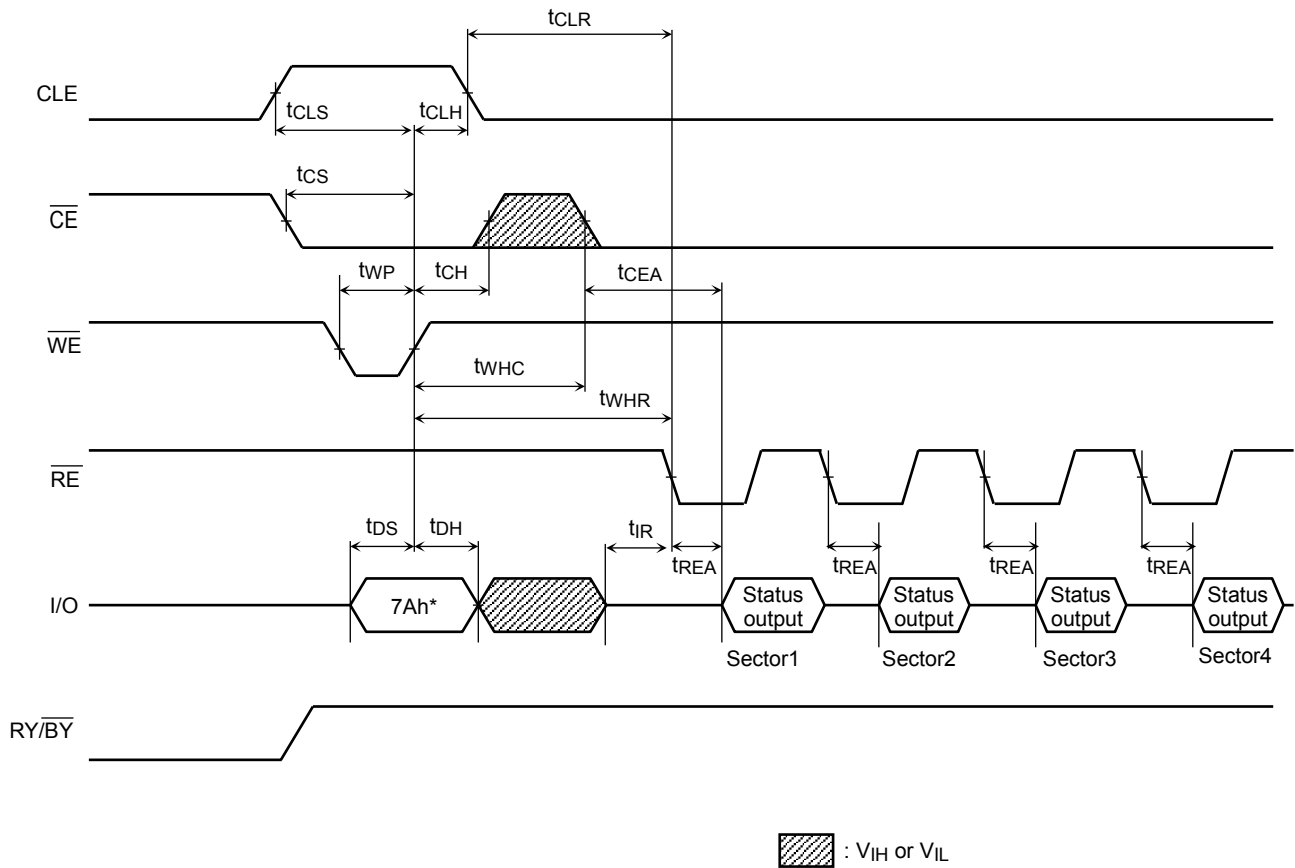 tCLR
CLE
tCLS
tCLH
tCS
CE
tWP
tCH
tCEA
WE
tWHC
tWHR
RE
tDS
tDH
tIR
tREA
tREA
tREA
tREA
I/O
7Ah*
Status output
Status output
Status output
Status output
Sector1
Sector2
Sector3
Sector4
RY/BY
: VIH or VIL